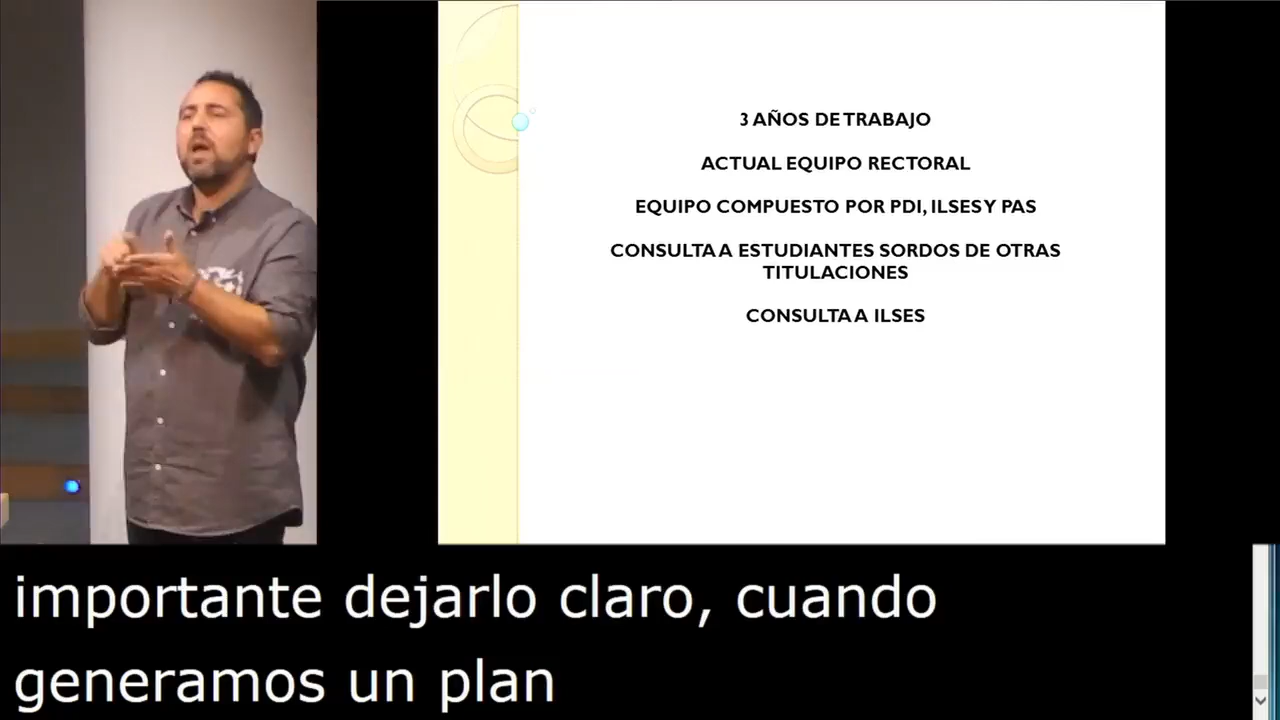 3 AÑOS DE TRABAJO
ACTUAL EQUIPO RECTORAL
EQUIPO COMPUESTO POR PDI, ILSES Y PAS
CONSULTA A ESTUDIANTES SORDOS DE OTRAS
TITULACIONES
CONSULTA A ILSES
importante dejarlo claro, cuando
generamos un plan